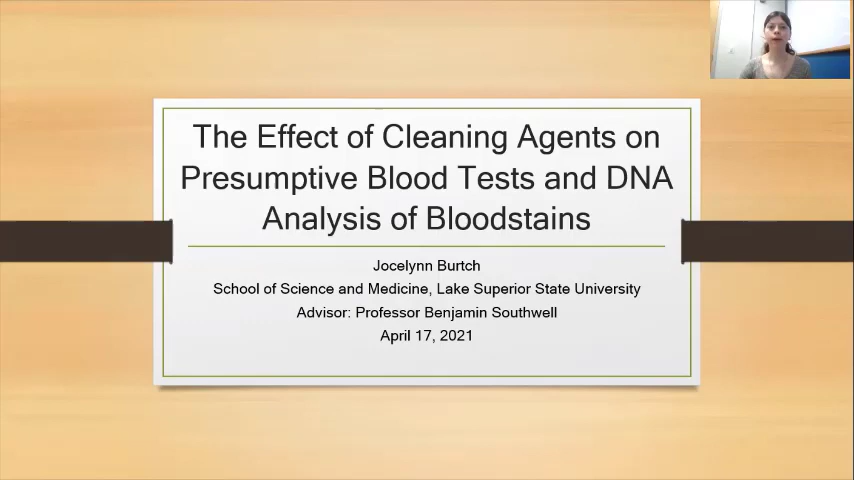 The Effect of Cleaning Agents on
Presumptive Blood Tests and DNA
Analysis of Bloodstains
Jocelynn Burtch
School of Science and Medicine, Lake Superior State University
Advisor: Professor Benjamin Southwell
April 17, 2021